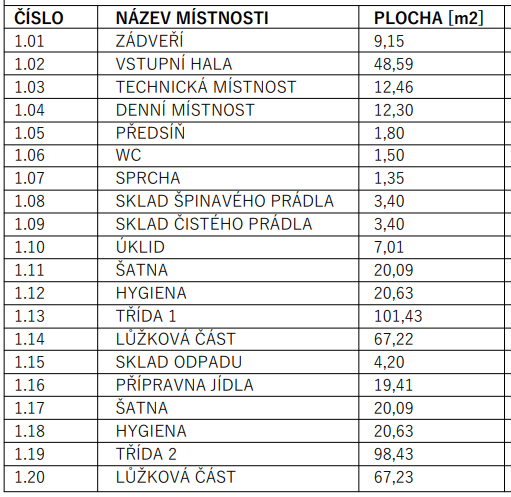 ČÍSLO NÁZEV MÍSTNOSTI PLOCHA [m2]
1.01 ZÁDVEŘÍ 9,15
1.02 VSTUPNÍ HALA 48,59
1.03 TECHNICKÁ MÍSTNOST 12,46
1.04 DENNÍ MÍSTNOST 12,30
1.05 PŘEDSÍŇ 1,80
1.06 WC 1,50
1.07 SPRCHA 1,35
1.08 SKLAD ŠPINAVÉHO PRÁDLA 3,40
1.09 SKLAD ČISTÉHO PRÁDLA 3,40
1.10 ÚKLID 7,01
1.11 ŠATNA 20,09
1.12 HYGIENA 20,63
1.13 TŘÍDA 1 101,43
1.14 LŮŽKOVÁ ČÁST 67,22
1.15 SKLAD ODPADU 4,20
1.16 PŘÍPRAVNA JÍDLA 19,41
1.17 ŠATNA 20,09
1.18 HYGIENA 20,63
1.19 TŘÍDA 2 98,43
1.20 LŮŽKOVÁ ČÁST 67,23